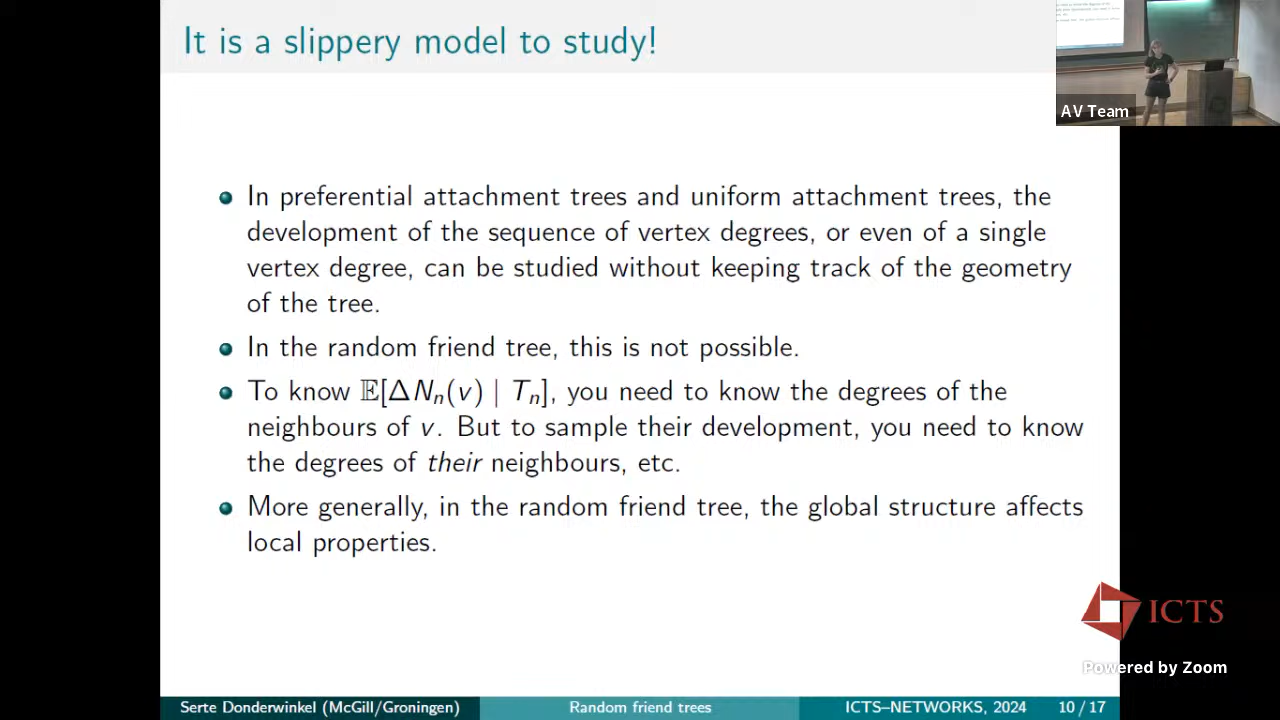 It is a slippery model to study!
AV Team
In preferential attachment trees and uniform attachment trees, the
development of the sequence of vertex degrees, or even of a single
vertex degree, can be studied without keeping track of the geometry
of the tree.
In the random friend tree, this is not possible.
To know 𝔼[ΔNₙ(v) | Tₙ], you need to know the degrees of the
neighbours of v. But to sample their development, you need to know
the degrees of their neighbours, etc.
More generally, in the random friend tree, the global structure affects
local properties.
ICTS
Powered by Zoom
Serte Donderwinkel (McGill/Groningen) Random friend trees ICTS–NETWORKS, 2024 10 / 17